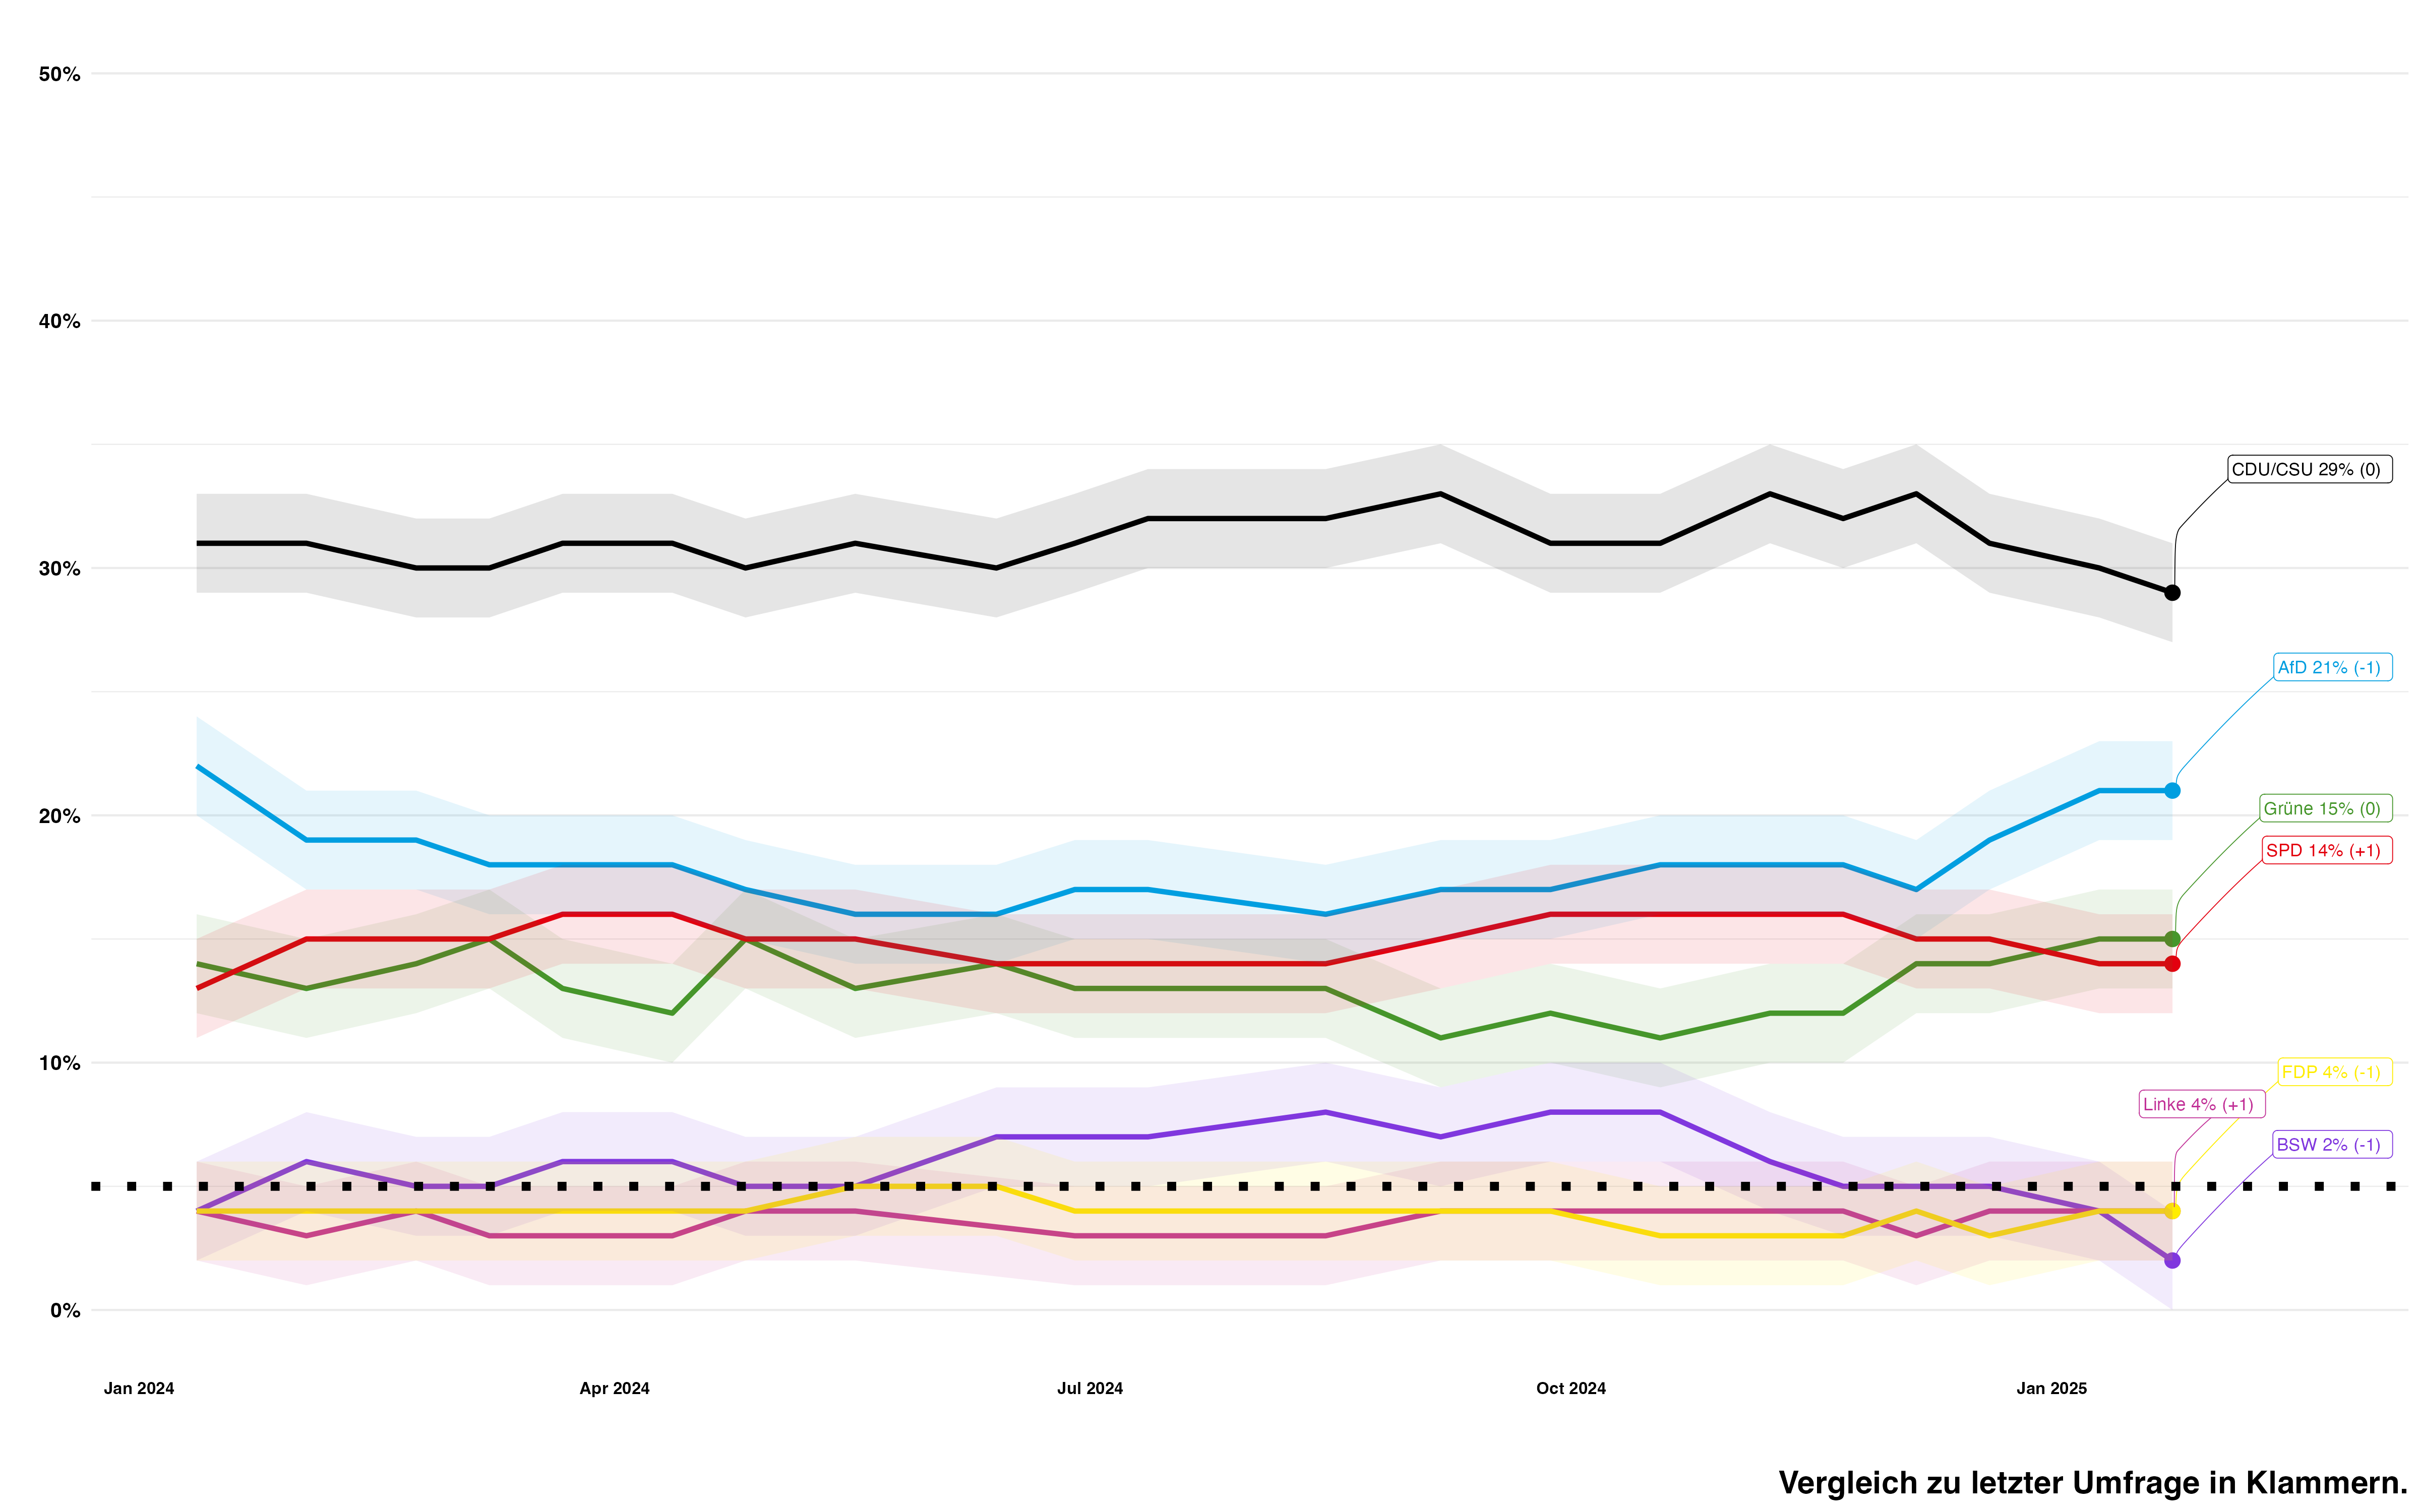 50%
40%
30%
20%
10%
0%
CDU/CSU 29% (0)
AfD 21% (-1)
Grüne 15% (0)
SPD 14% (+1)
FDP 4% (-1)
Linke 4% (+1)
BSW 2% (-1)
Jan 2024
Apr 2024
Jul 2024
Oct 2024
Jan 2025
Vergleich zu letzter Umfrage in Klammern.